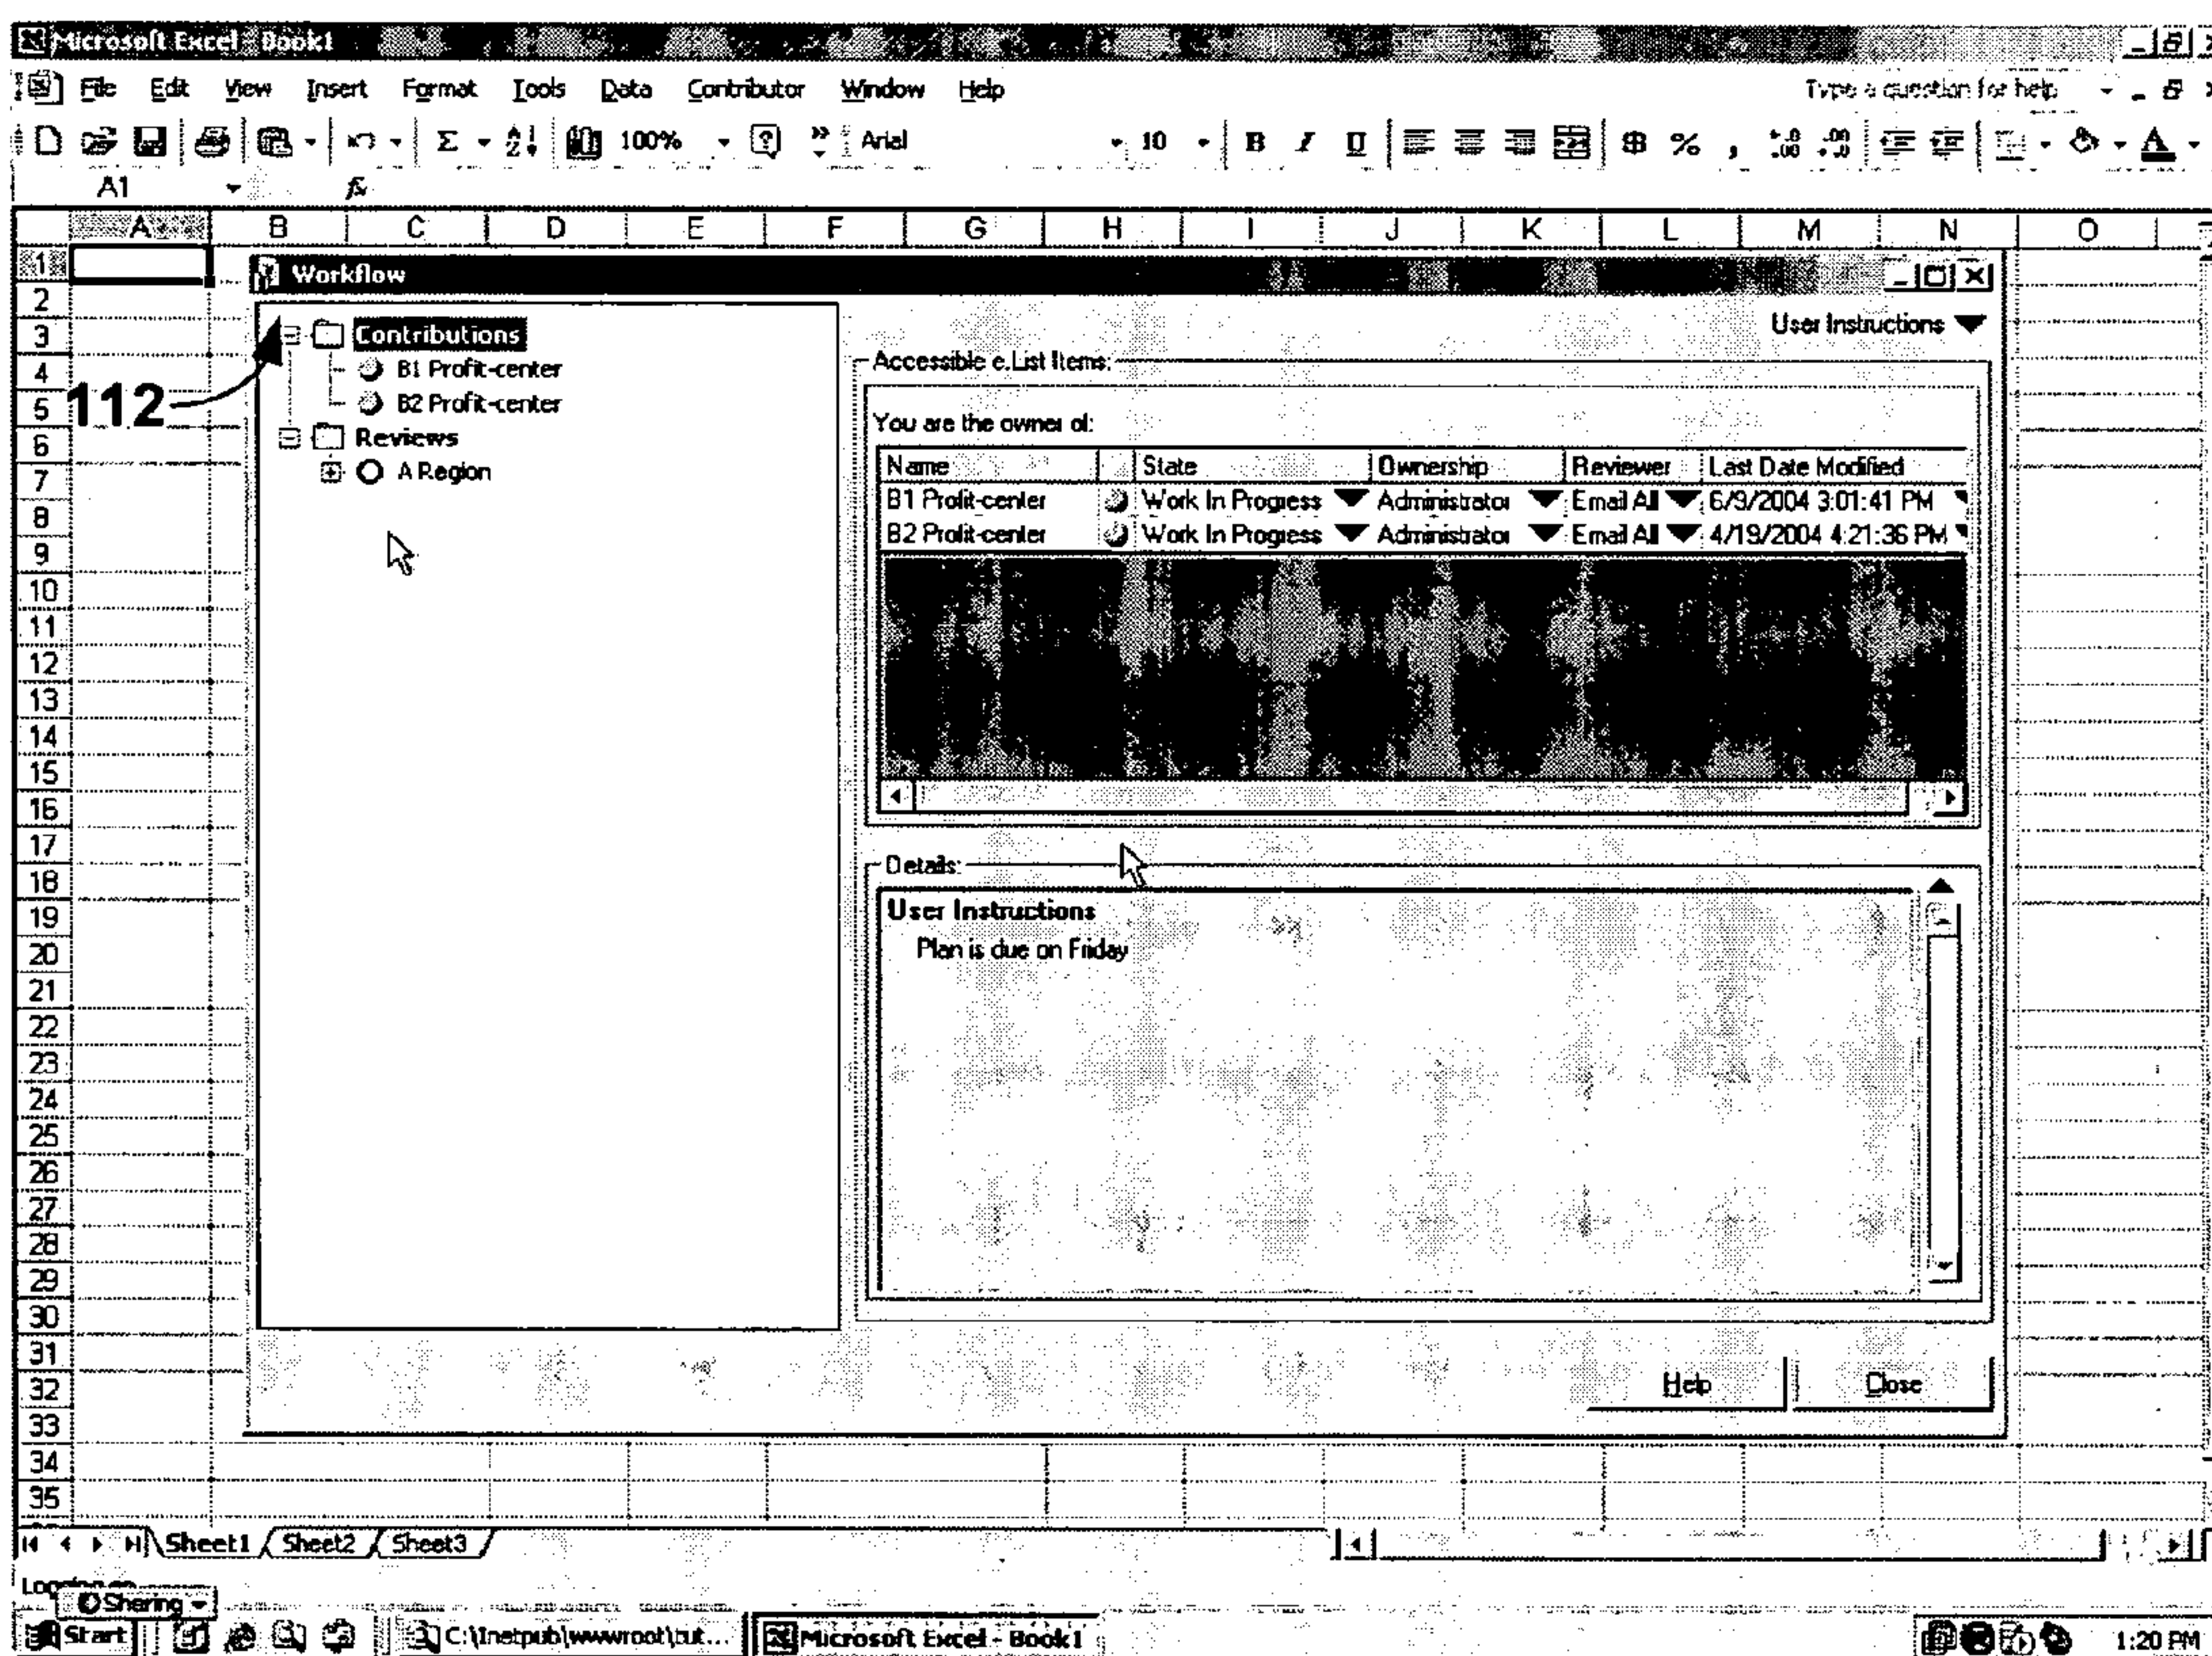 Microsoft Excel - Book1
File Edit View Insert Format Tools Data Contributor Window Help Type a question for help
100% Arial 10 B I U $ % ,
A1 fx
A B C D E F G H I J K L M N O
1
2
3
4
5
6
7
8
9
10
11
12
13
14
15
16
17
18
19
20
21
22
23
24
25
26
27
28
29
30
31
32
33
34
35
Workflow
112
Contributions
B1 Profit-center
B2 Profit-center
Reviews
A Region
User Instructions
Accessible e.List Items:
You are the owner of:
Name State Ownership Reviewer Last Date Modified
B1 Profit-center Work In Progress Administrator Email All 6/9/2004 3:01:41 PM
B2 Profit-center Work In Progress Administrator Email All 4/19/2004 4:21:36 PM
Details:
User Instructions
Plan is due on Friday
Help Close
Sheet1 Sheet2 Sheet3
Sharing
Start C:\Inetpub\wwwroot\cut... Microsoft Excel - Book1 1:20 PM